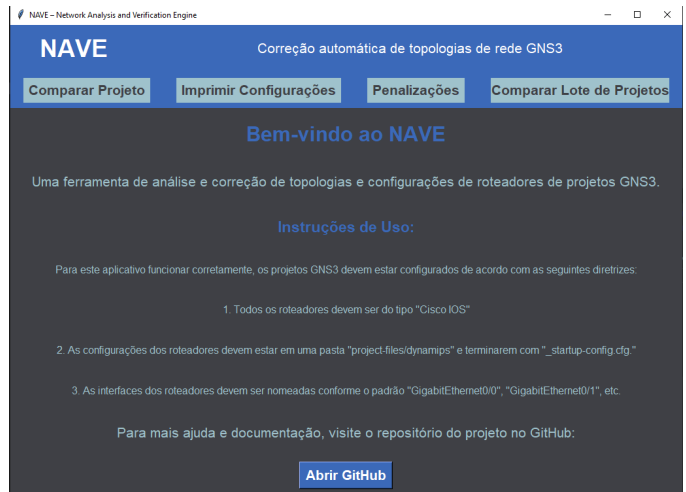 NAVE – Network Analysis and Verification Engine
NAVE
Correção automática de topologias de rede GNS3
Comparar Projeto
Imprimir Configurações
Penalizações
Comparar Lote de Projetos
Bem-vindo ao NAVE
Uma ferramenta de análise e correção de topologias e configurações de roteadores de projetos GNS3.
Instruções de Uso:
Para este aplicativo funcionar corretamente, os projetos GNS3 devem estar configurados de acordo com as seguintes diretrizes:
1. Todos os roteadores devem ser do tipo "Cisco IOS"
2. As configurações dos roteadores devem estar em uma pasta "project-files/dynamips" e terminarem com "_startup-config.cfg."
3. As interfaces dos roteadores devem ser nomeadas conforme o padrão "GigabitEthernet0/0", "GigabitEthernet0/1", etc.
Para mais ajuda e documentação, visite o repositório do projeto no GitHub:
Abrir GitHub